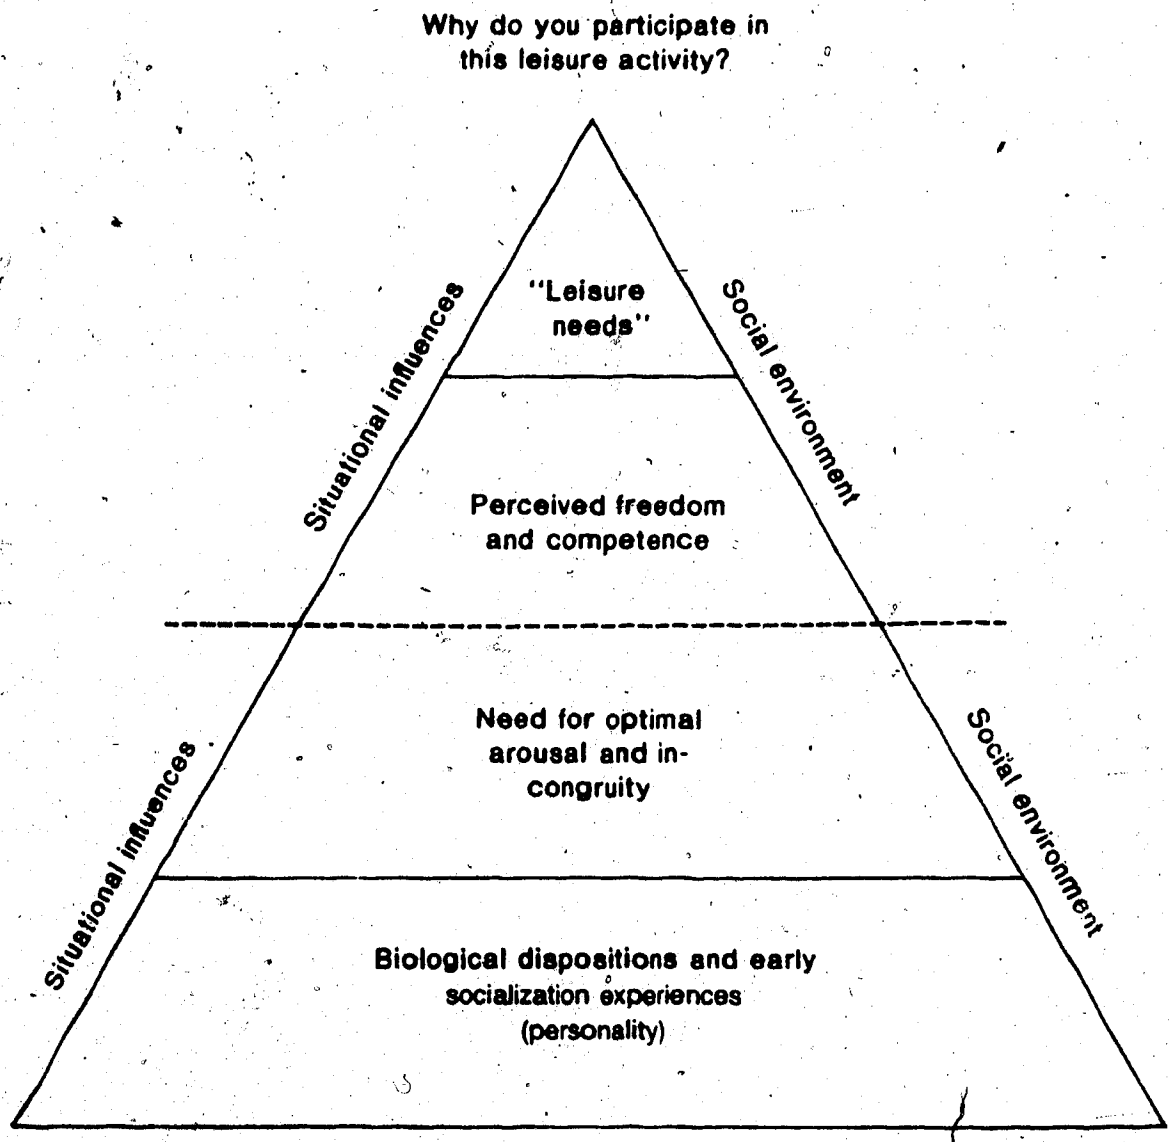 Why do you participate in
this leisure activity?
"Leisure
needs"
Situational influences
Social environment
Perceived freedom
and competence
Need for optimal
arousal and in-
congruity
Situational influences
Social environment
Biological dispositions and early
socialization experiences
(personality)